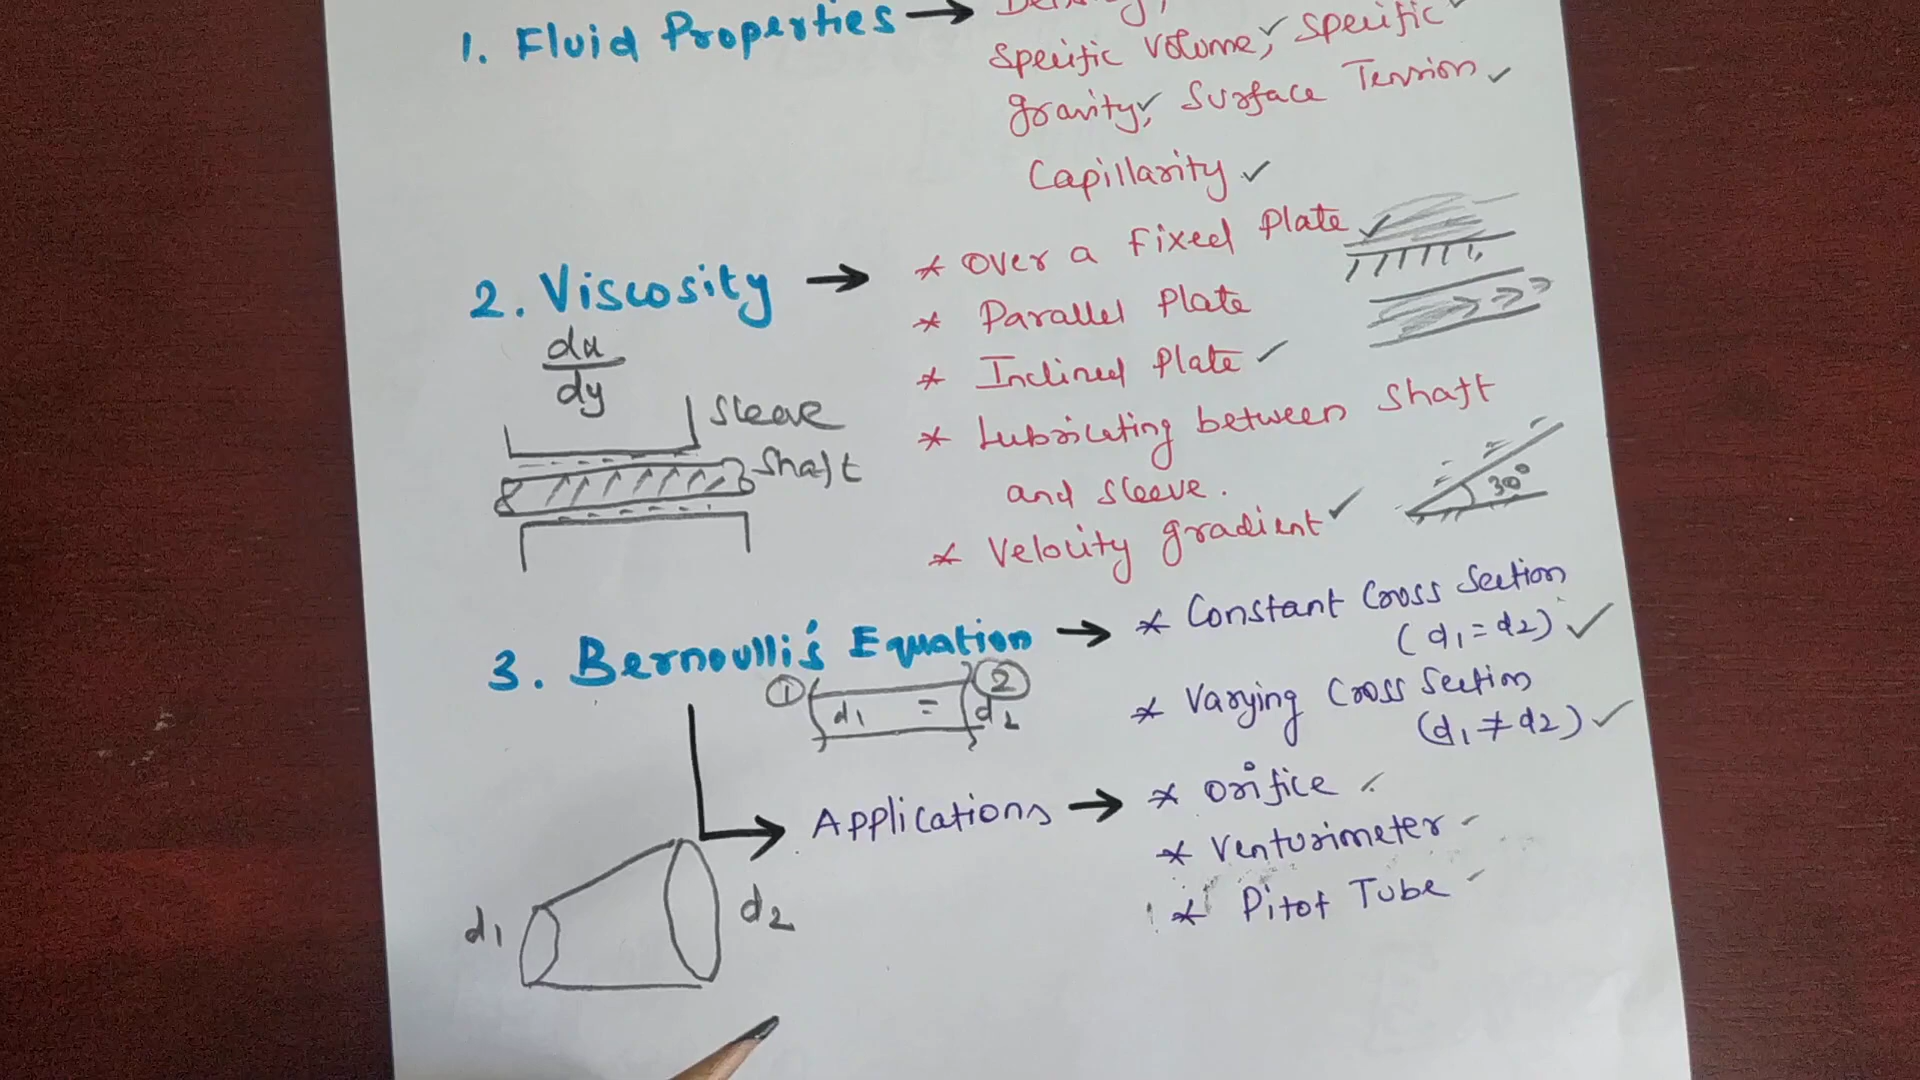 1. Fluid Properties →
Specific Volume, ✓ Specific ✓
gravity, ✓ Surface Tension ✓
Capillarity ✓
2. Viscosity → * Over a Fixed Plate ✓
* Parallel Plate
* Inclined Plate ✓
* Lubricating between Shaft
and sleeve.
* Velocity gradient ✓
du
dy
Sleeve
Shaft
30°
3. Bernoulli's Equation → * Constant Cross Section
(d1 = d2) ✓
* Varying Cross Section
(d1 ≠ d2) ✓
① d1 = d2 ②
Applications → * Orifice
* Venturimeter
* Pitot Tube
d1 d2